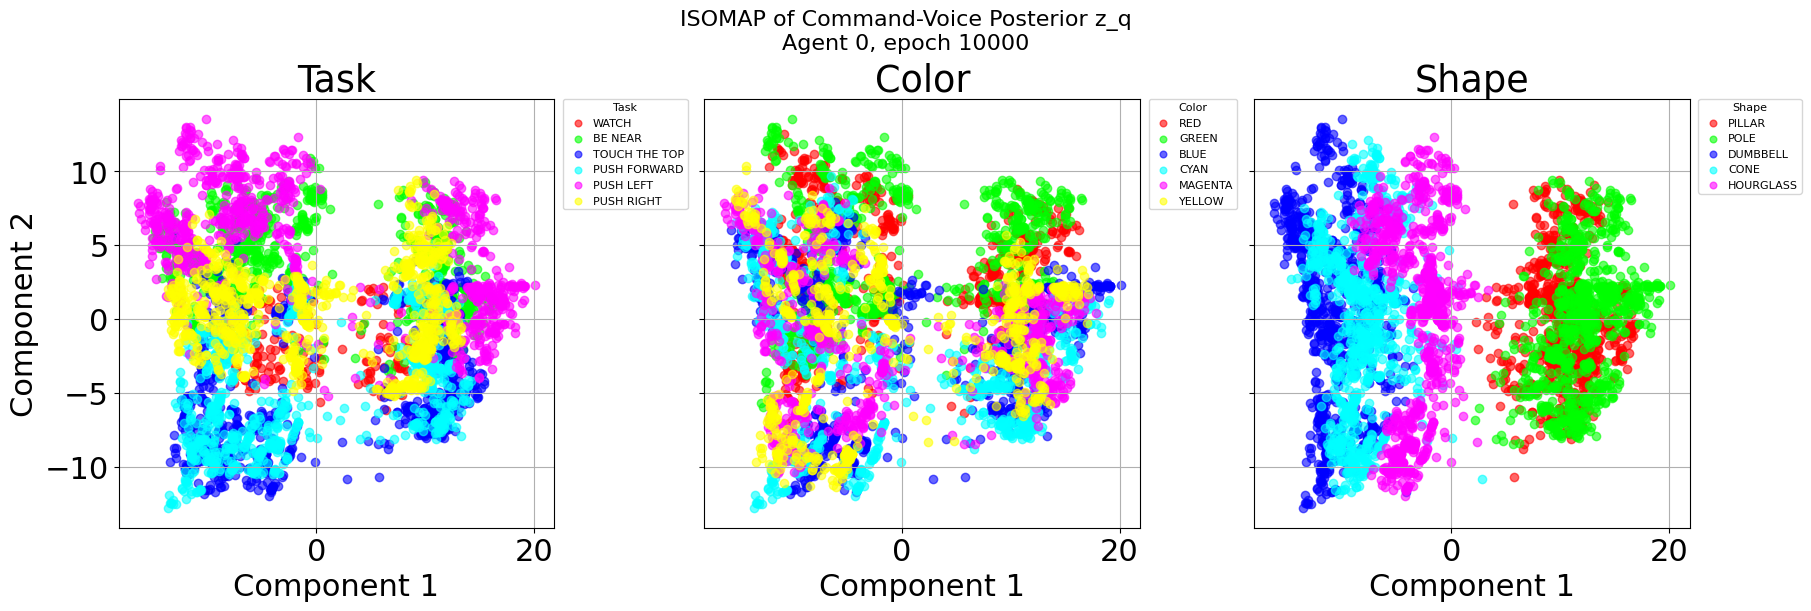 ISOMAP of Command-Voice Posterior z_q
Agent 0, epoch 10000
Task
Color
Shape
Task
WATCH
BE NEAR
TOUCH THE TOP
PUSH FORWARD
PUSH LEFT
PUSH RIGHT
Color
RED
GREEN
BLUE
CYAN
MAGENTA
YELLOW
Shape
PILLAR
POLE
DUMBBELL
CONE
HOURGLASS
Component 2
10
5
0
−5
−10
0 20
0 20
0 20
Component 1
Component 1
Component 1